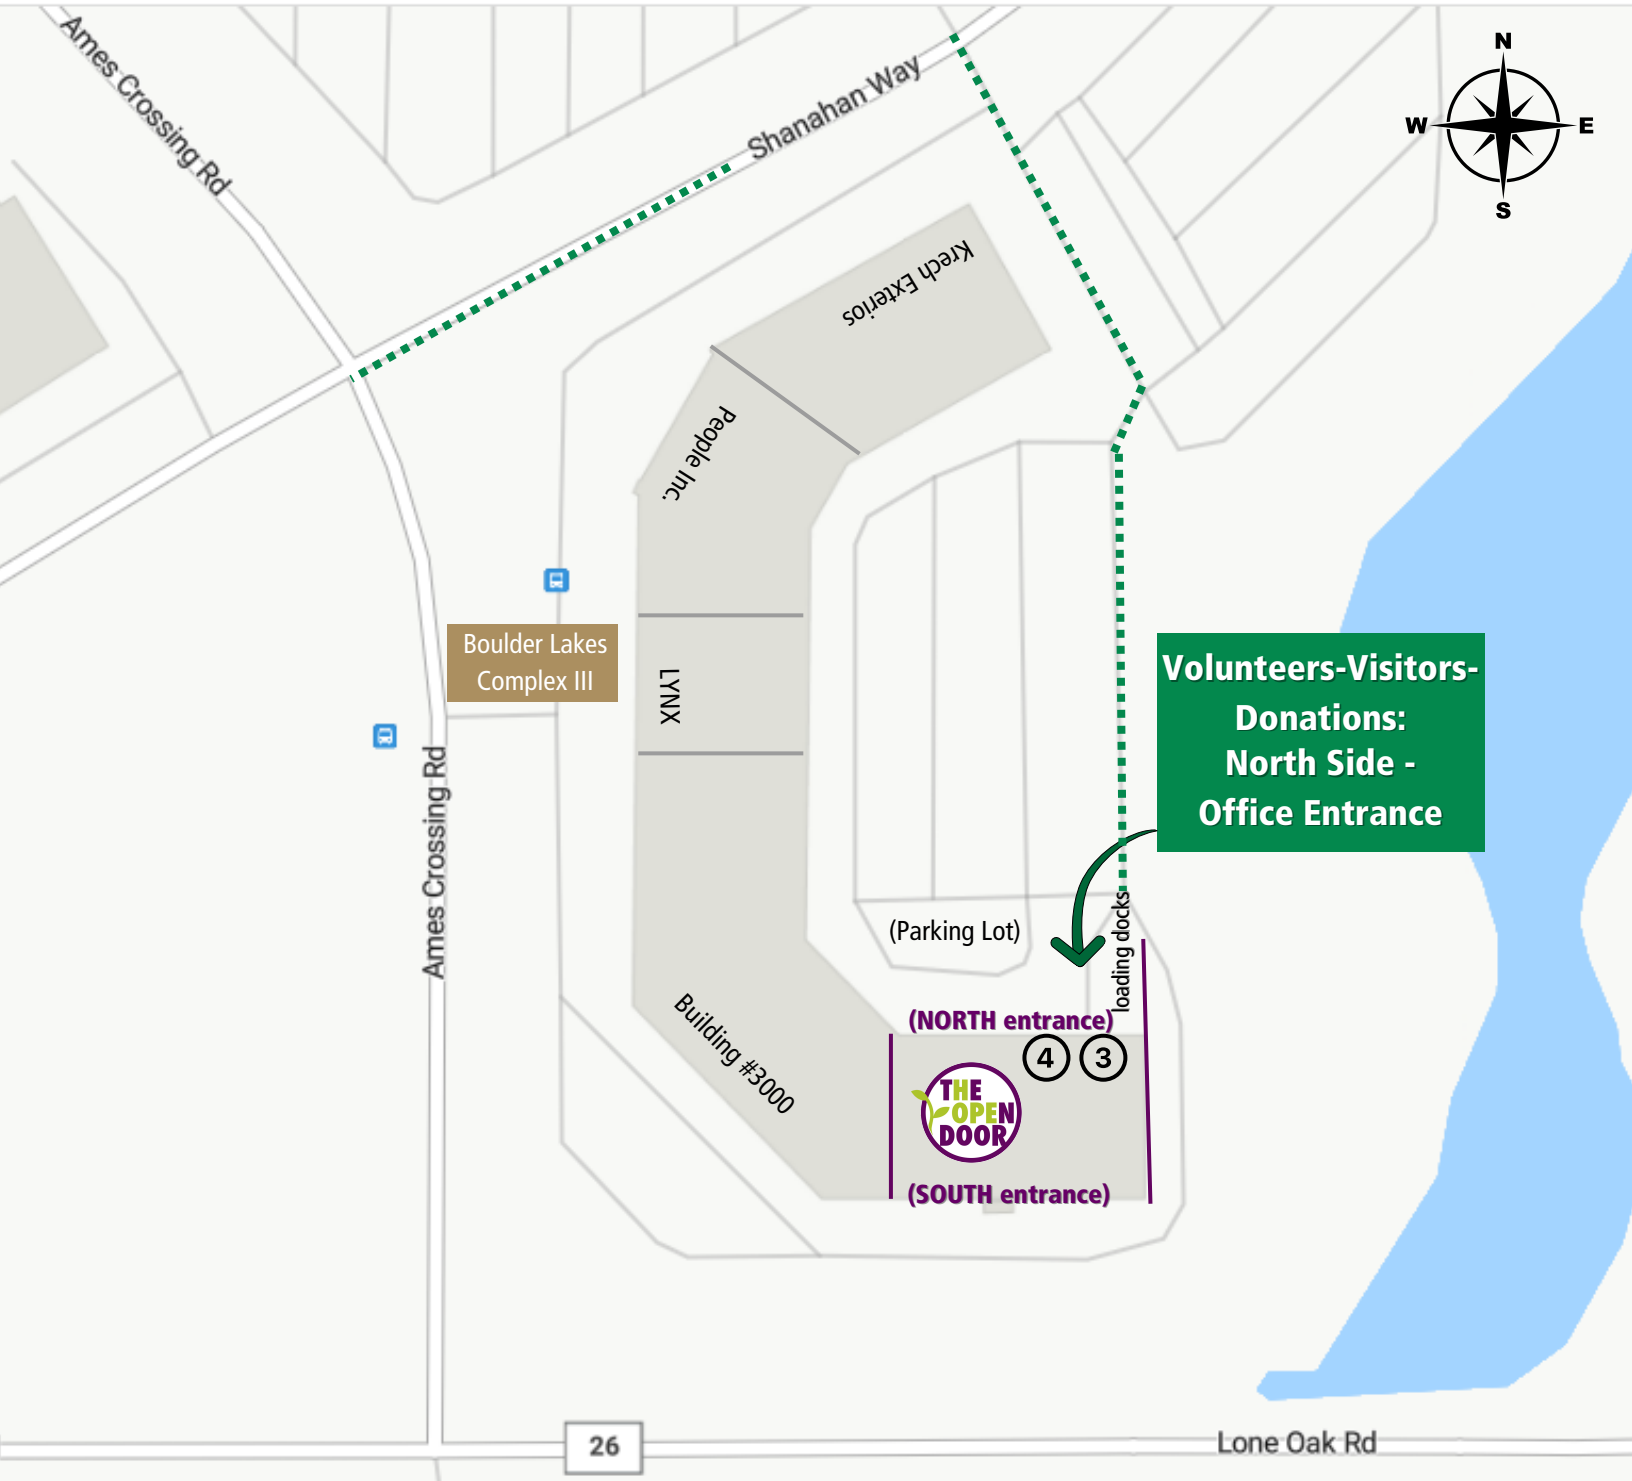 Ames Crossing Rd
Shanahan Way
N
W
E
S
Krech Exterios
People Inc.
Boulder Lakes
Complex III
LYNX
Volunteers-Visitors-
Donations:
North Side -
Office Entrance
Ames Crossing Rd
(Parking Lot)
loading docks
(NORTH entrance)
4
3
Building #3000
THE
OPEN
DOOR
(SOUTH entrance)
26
Lone Oak Rd